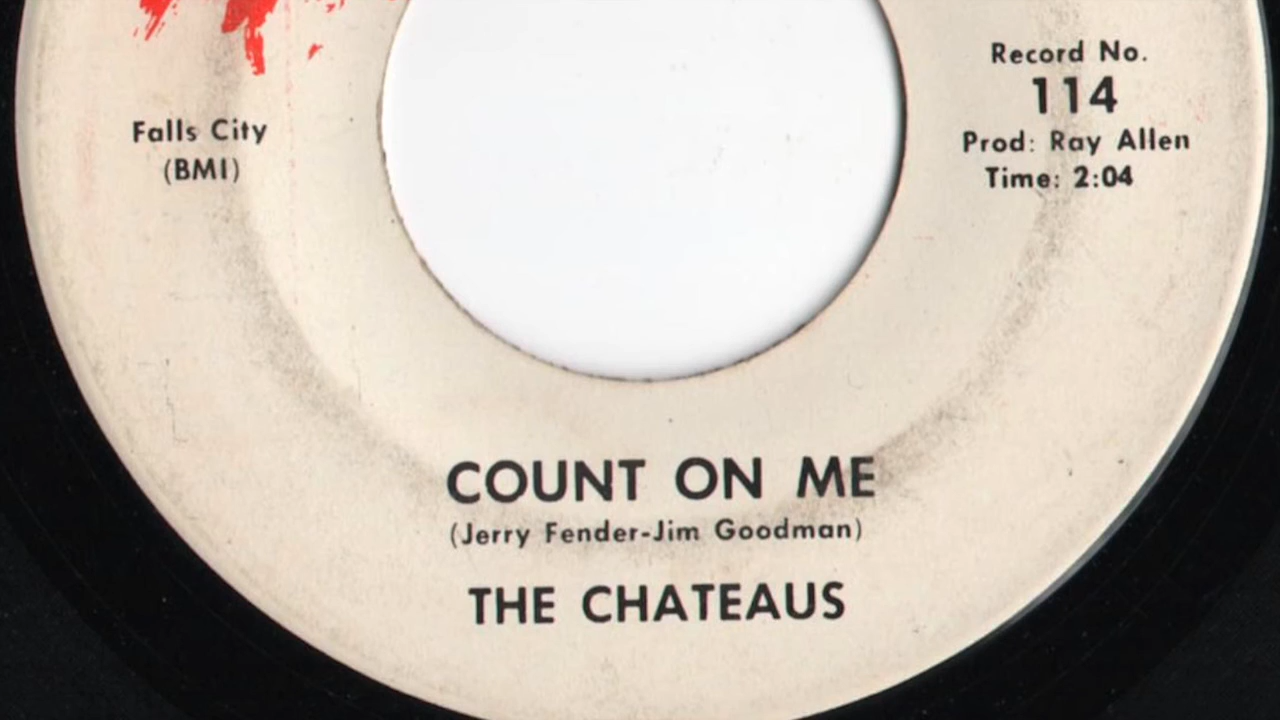 Falls City
(BMI)
Record No.
114
Prod: Ray Allen
Time: 2:04
COUNT ON ME
(Jerry Fender-Jim Goodman)
THE CHATEAUS